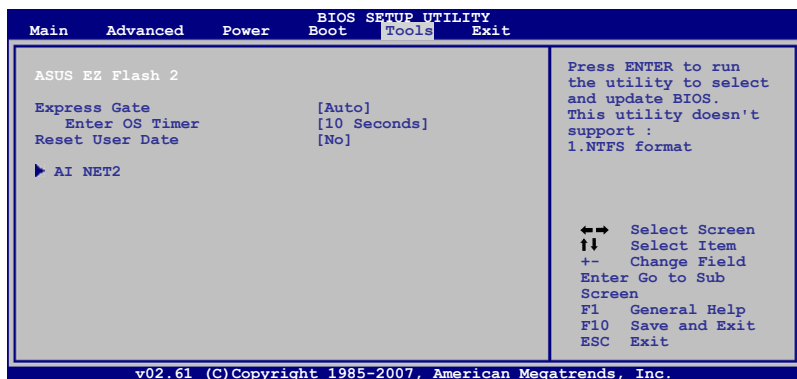 BIOS SETUP UTILITY
Main Advanced Power Boot Tools Exit
ASUS EZ Flash 2
Express Gate [Auto]
Enter OS Timer [10 Seconds]
Reset User Date [No]
AI NET2
Press ENTER to run
the utility to select
and update BIOS.
This utility doesn't
support :
1.NTFS format
Select Screen
Select Item
+- Change Field
Enter Go to Sub
Screen
F1 General Help
F10 Save and Exit
ESC Exit
v02.61 (C)Copyright 1985-2007, American Megatrends, Inc.